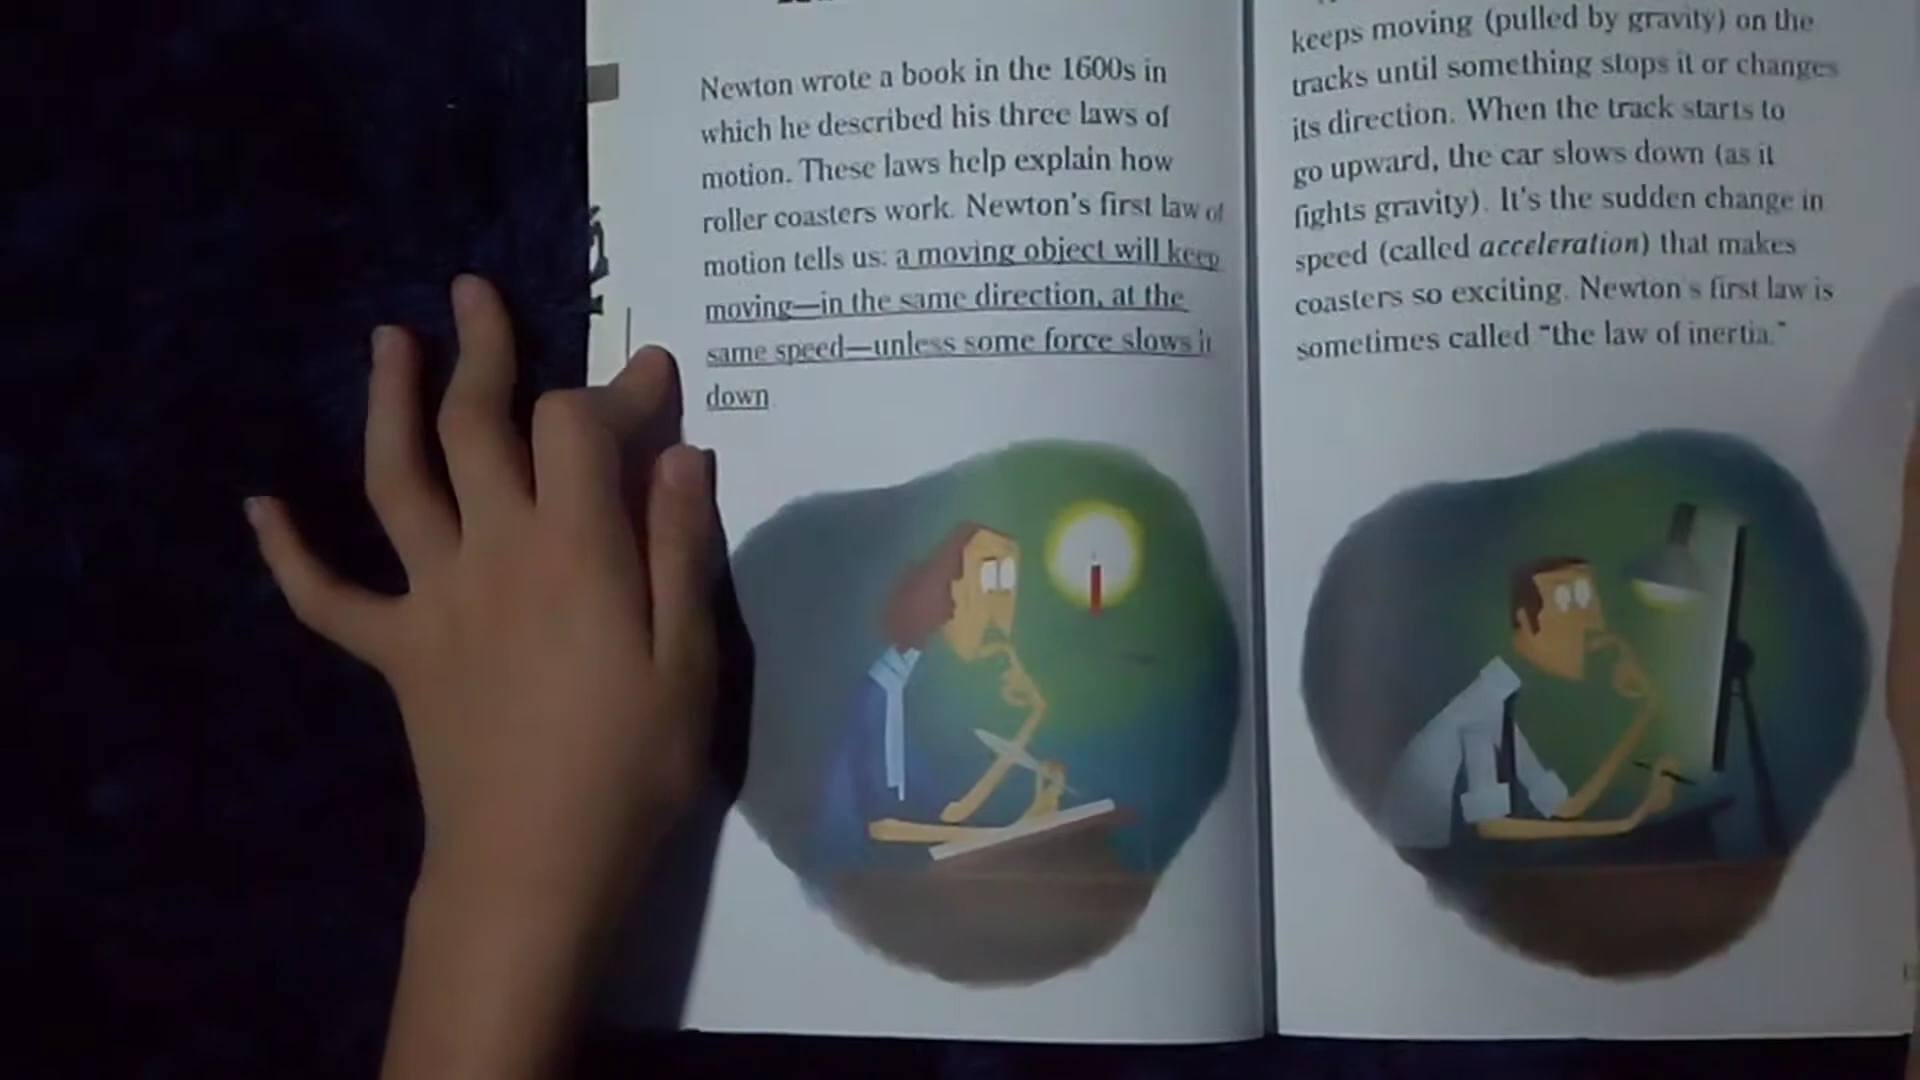 Newton wrote a book in the 1600s in
which he described his three laws of
motion. These laws help explain how
roller coasters work. Newton's first law of
motion tells us: a moving object will keep
moving—in the same direction, at the
same speed—unless some force slows it
down.
keeps moving (pulled by gravity) on the
tracks until something stops it or changes
its direction. When the track starts to
go upward, the car slows down (as it
fights gravity). It's the sudden change in
speed (called acceleration) that makes
coasters so exciting. Newton's first law is
sometimes called “the law of inertia.”